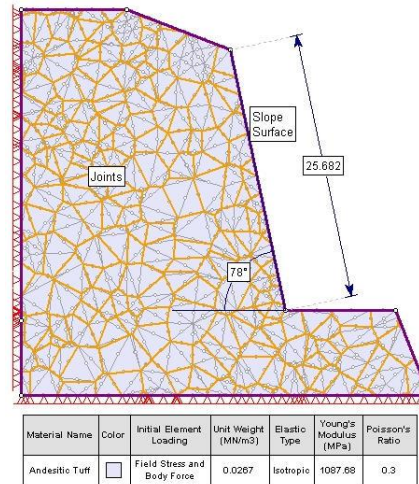 Slope
Surface
25.682
Joints
78°
Material Name Color Initial Element Loading Unit Weight (MN/m3) Elastic Type Young's Modulus (MPa) Poisson's Ratio
Andesitic Tuff Field Stress and Body Force 0.0267 Isotropic 1087.68 0.3